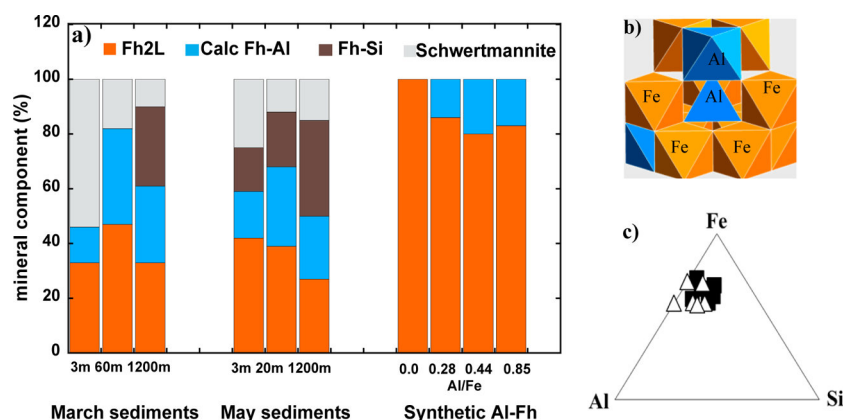 a)
Fh2L Calc Fh-Al Fh-Si Schwertmannite
mineral component (%)
120
100
80
60
40
20
0
3m 60m 1200m
3m 20m 1200m
0.0 0.28 0.44 0.85
Al/Fe
March sediments May sediments Synthetic Al-Fh
b)
Al
Fe Al Fe
Fe Fe
c)
Fe
Al Si